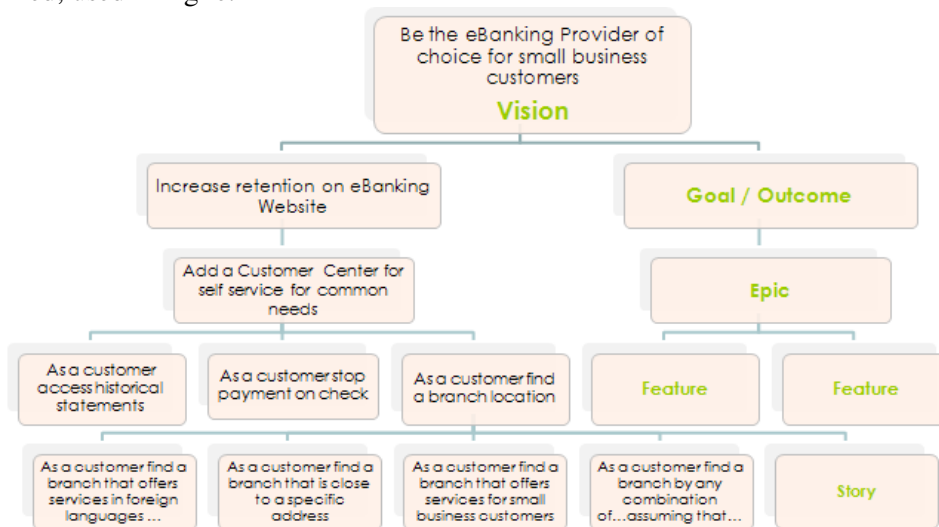 Be the eBanking Provider of
choice for small business
customers
Vision
Increase retention on eBanking
Website
Goal / Outcome
Add a Customer Center for
self service for common
needs
Epic
As a customer
access historical
statements
As a customer stop
payment on check
As a customer find
a branch location
Feature
Feature
As a customer find a
branch that offers
services in foreign
languages ...
As a customer find a
branch that is close
to a specific
address
As a customer find a
branch that offers
services for small
business customers
As a customer find a
branch by any
combination
of...assuming that...
Story